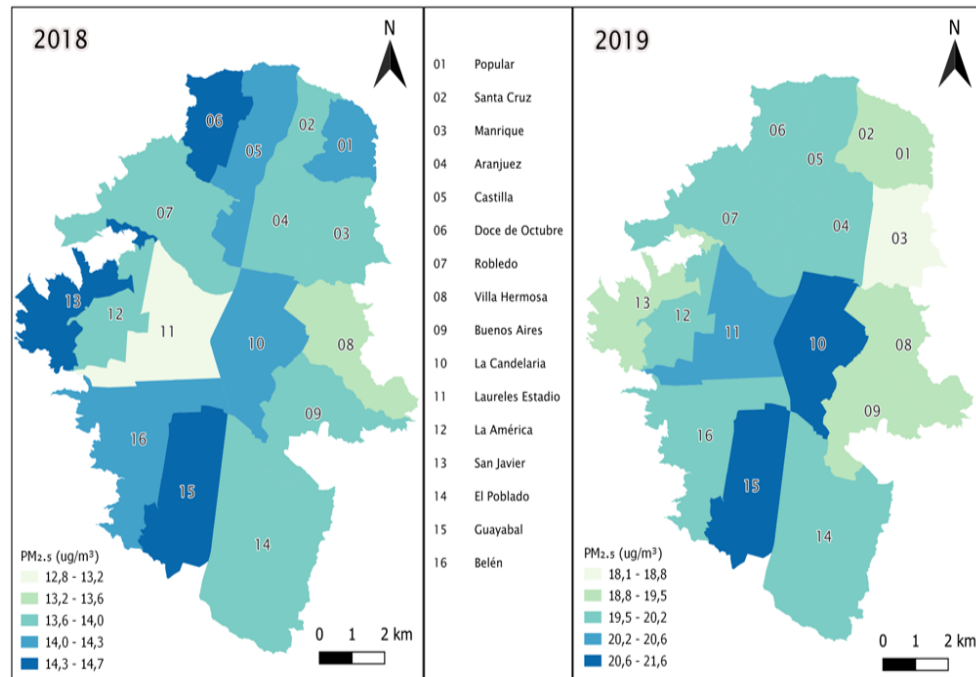 2018
N
06
02
05
01
07
04
03
13
12
11
10
08
09
16
15
14
PM₂.₅ (ug/m³)
12,8 - 13,2
13,2 - 13,6
13,6 - 14,0
14,0 - 14,3
14,3 - 14,7
0 1 2 km
01 Popular
02 Santa Cruz
03 Manrique
04 Aranjuez
05 Castilla
06 Doce de Octubre
07 Robledo
08 Villa Hermosa
09 Buenos Aires
10 La Candelaria
11 Laureles Estadio
12 La América
13 San Javier
14 El Poblado
15 Guayabal
16 Belén
2019
N
06
02
05
01
07
04
03
13
12
11
10
08
09
16
15
14
PM₂.₅ (ug/m³)
18,1 - 18,8
18,8 - 19,5
19,5 - 20,2
20,2 - 20,6
20,6 - 21,6
0 1 2 km